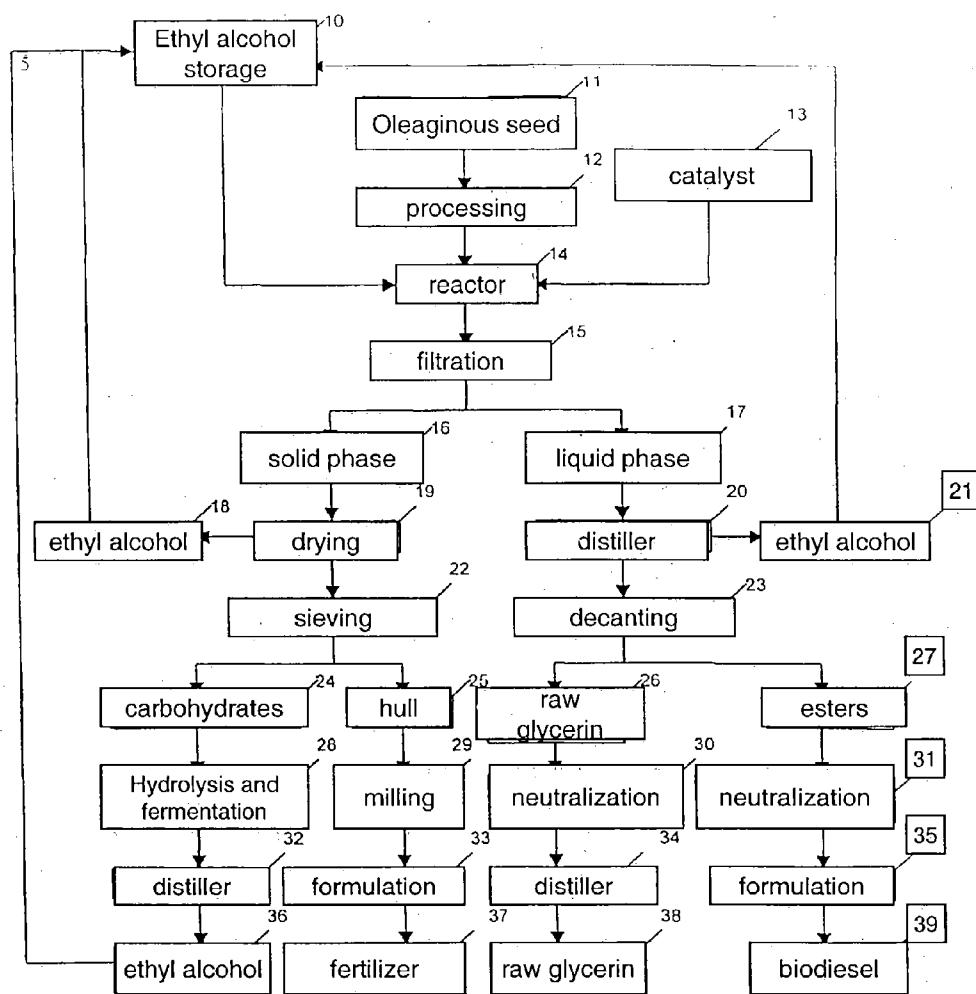 10
5
Ethyl alcohol
storage
11
Oleaginous seed
13
catalyst
12
processing
14
reactor
15
filtration
16
solid phase
17
liquid phase
18
ethyl alcohol
19
drying
20
distiller
21
ethyl alcohol
22
sieving
23
decanting
24
carbohydrates
25
hull
26
raw
glycerin
27
esters
28
Hydrolysis and
fermentation
29
milling
30
neutralization
31
neutralization
32
distiller
33
formulation
34
distiller
35
formulation
36
ethyl alcohol
37
fertilizer
38
raw glycerin
39
biodiesel